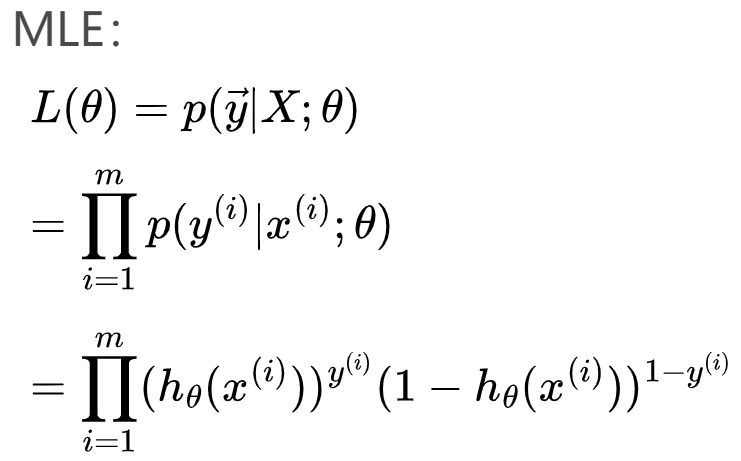 MLE:
L(θ) = p(y⃗|X; θ)
= ∏_{i=1}^{m} p(y^{(i)}|x^{(i)}; θ)
= ∏_{i=1}^{m} (h_θ(x^{(i)}))^{y^{(i)}} (1 − h_θ(x^{(i)}))^{1−y^{(i)}}